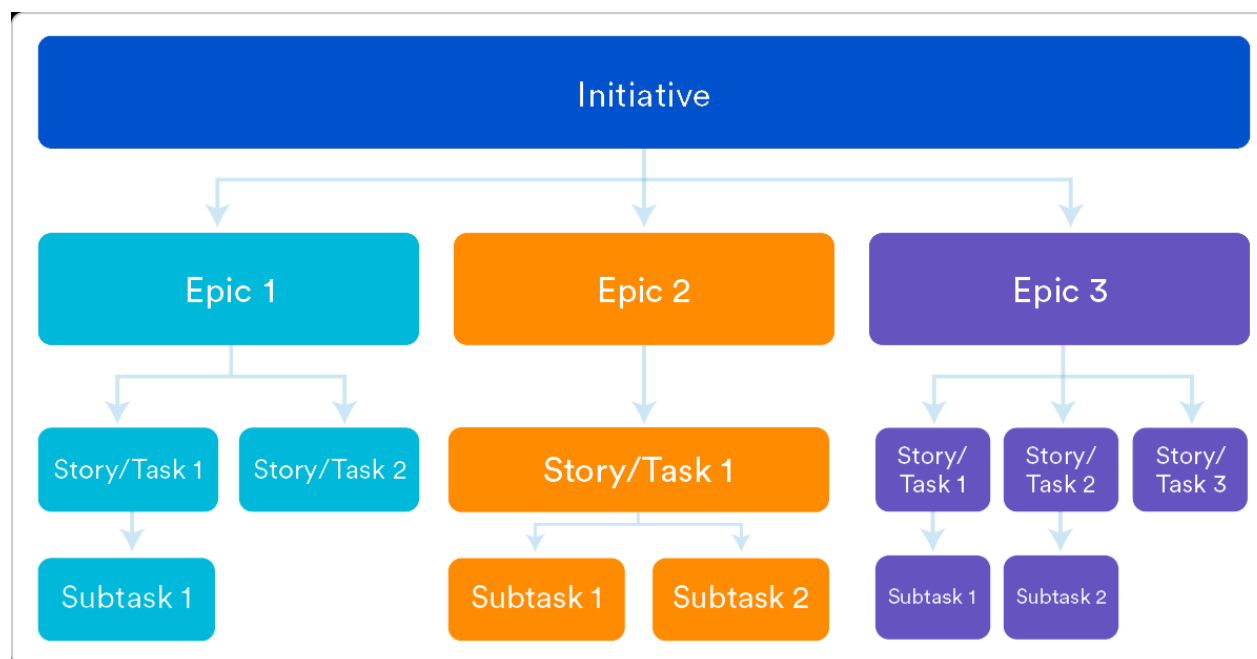 Initiative
Epic 1
Epic 2
Epic 3
Story/Task 1
Story/Task 2
Story/Task 1
Story/
Task 1
Story/
Task 2
Story/
Task 3
Subtask 1
Subtask 1
Subtask 2
Subtask 1
Subtask 2